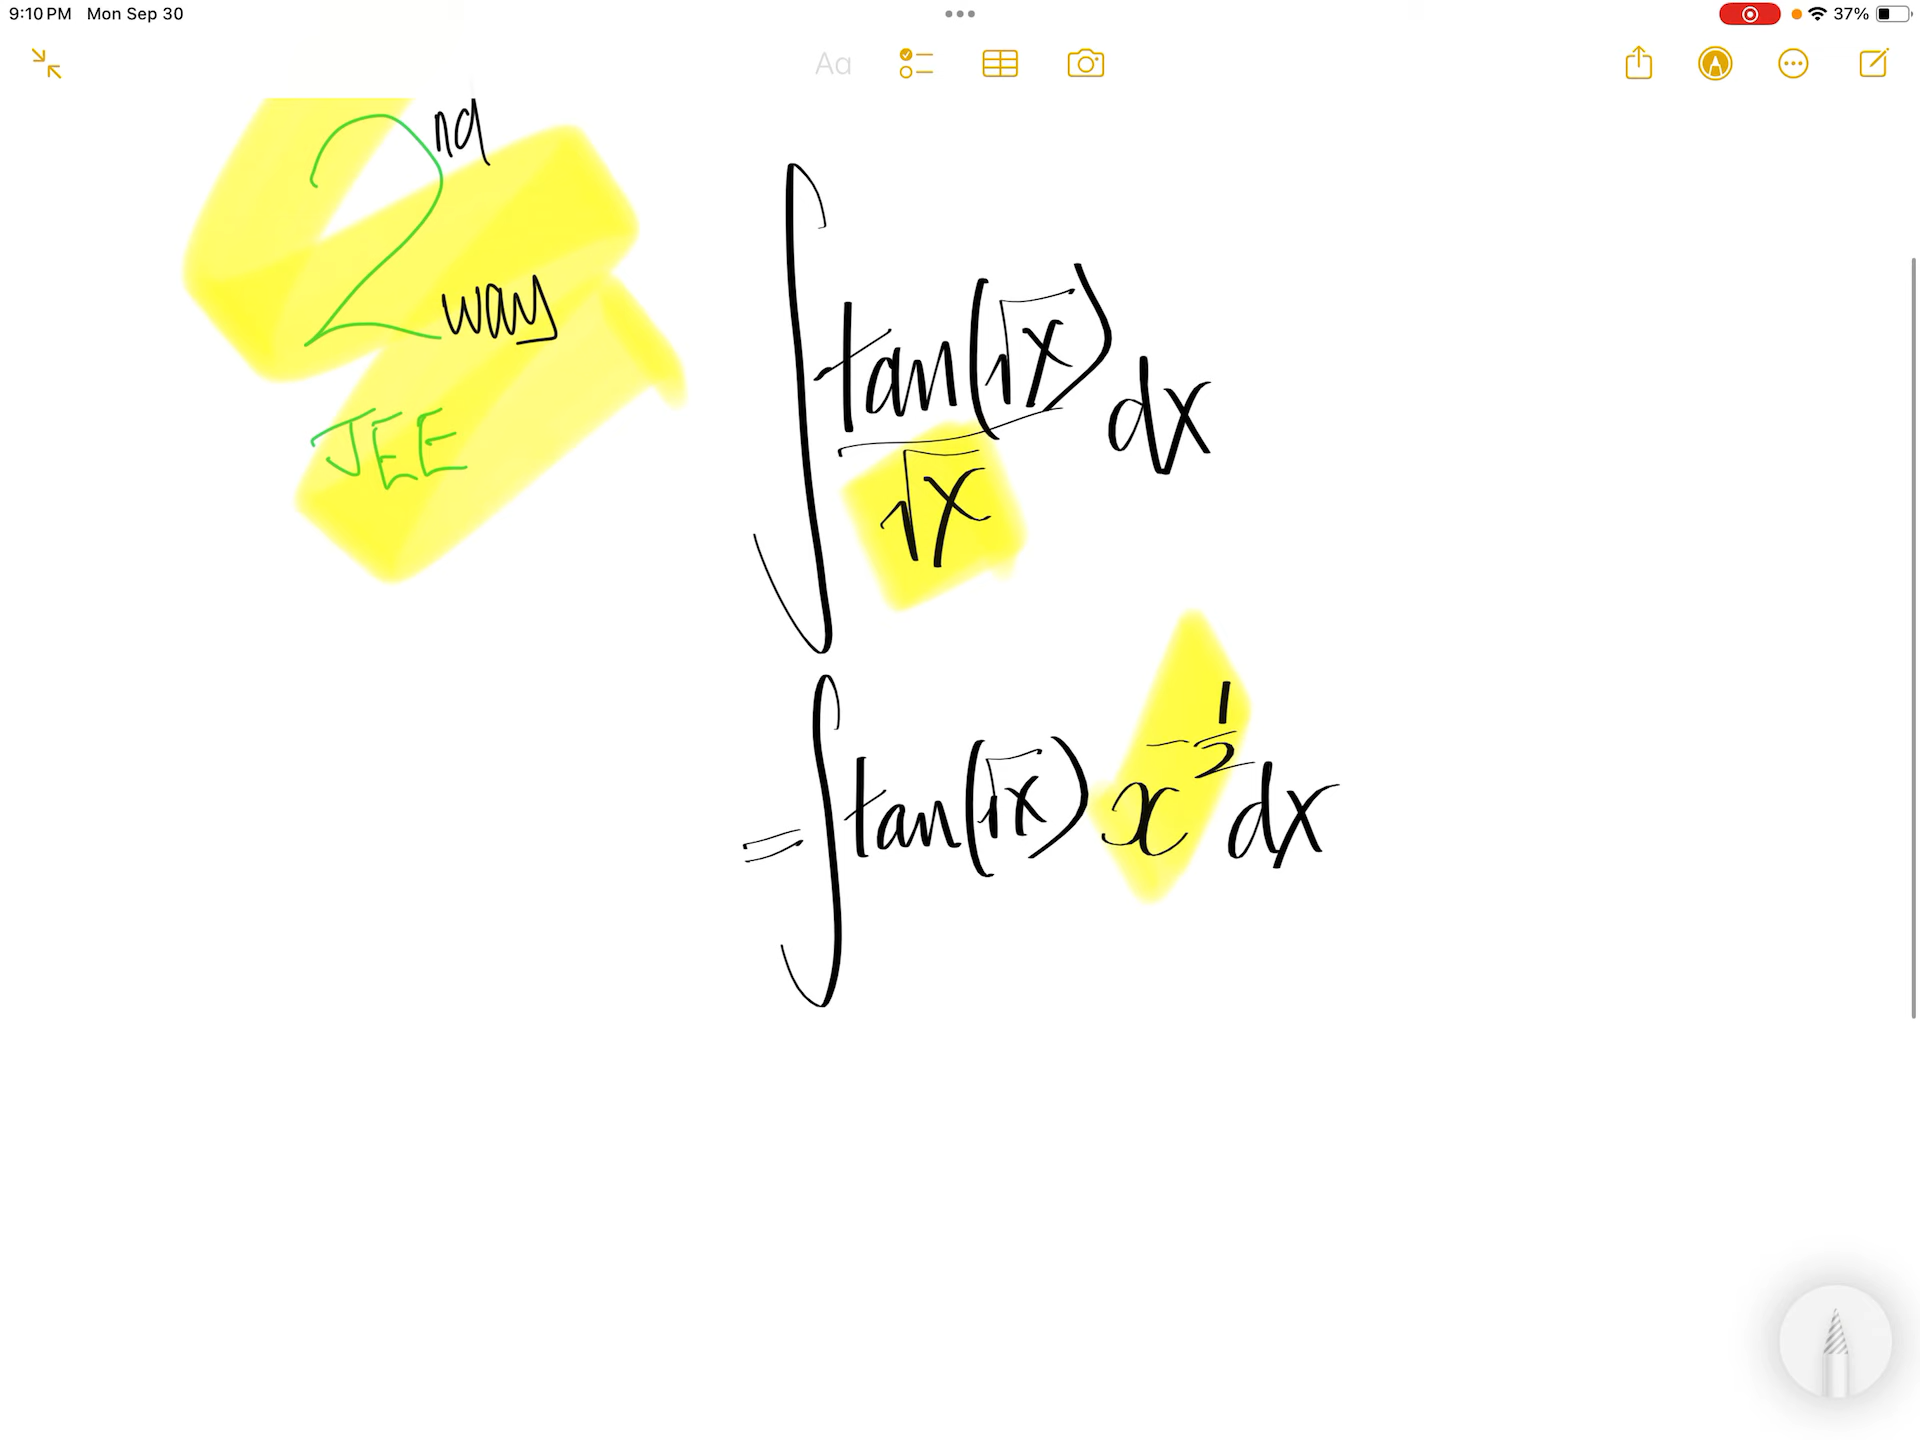 9:10 PM Mon Sep 30
37%
Aa
2nd
way
JEE
∫ tan(√x)/√x dx
= ∫ tan(√x) x^(-1/2) dx